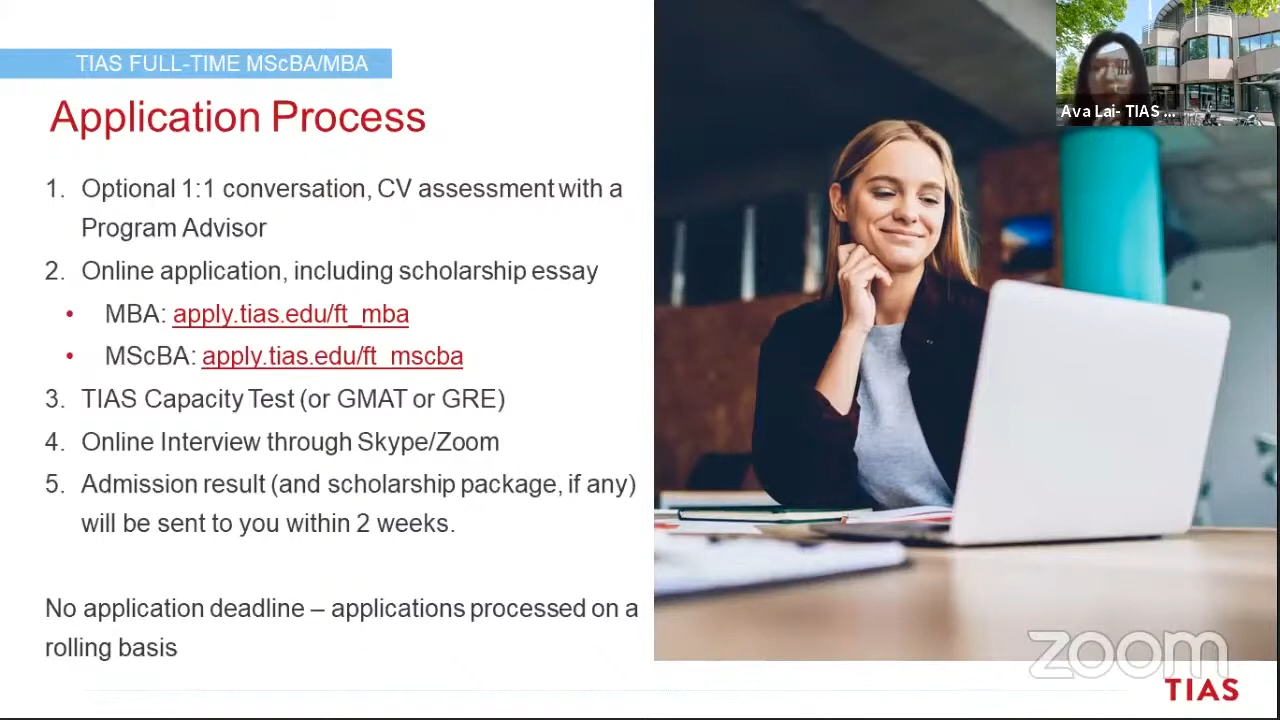 TIAS FULL-TIME MScBA/MBA
Application Process
1. Optional 1:1 conversation, CV assessment with a
Program Advisor
2. Online application, including scholarship essay
• MBA: apply.tias.edu/ft_mba
• MScBA: apply.tias.edu/ft_mscba
3. TIAS Capacity Test (or GMAT or GRE)
4. Online Interview through Skype/Zoom
5. Admission result (and scholarship package, if any)
will be sent to you within 2 weeks.
No application deadline – applications processed on a
rolling basis
Ava Lai- TIAS ...
zoom
TIAS